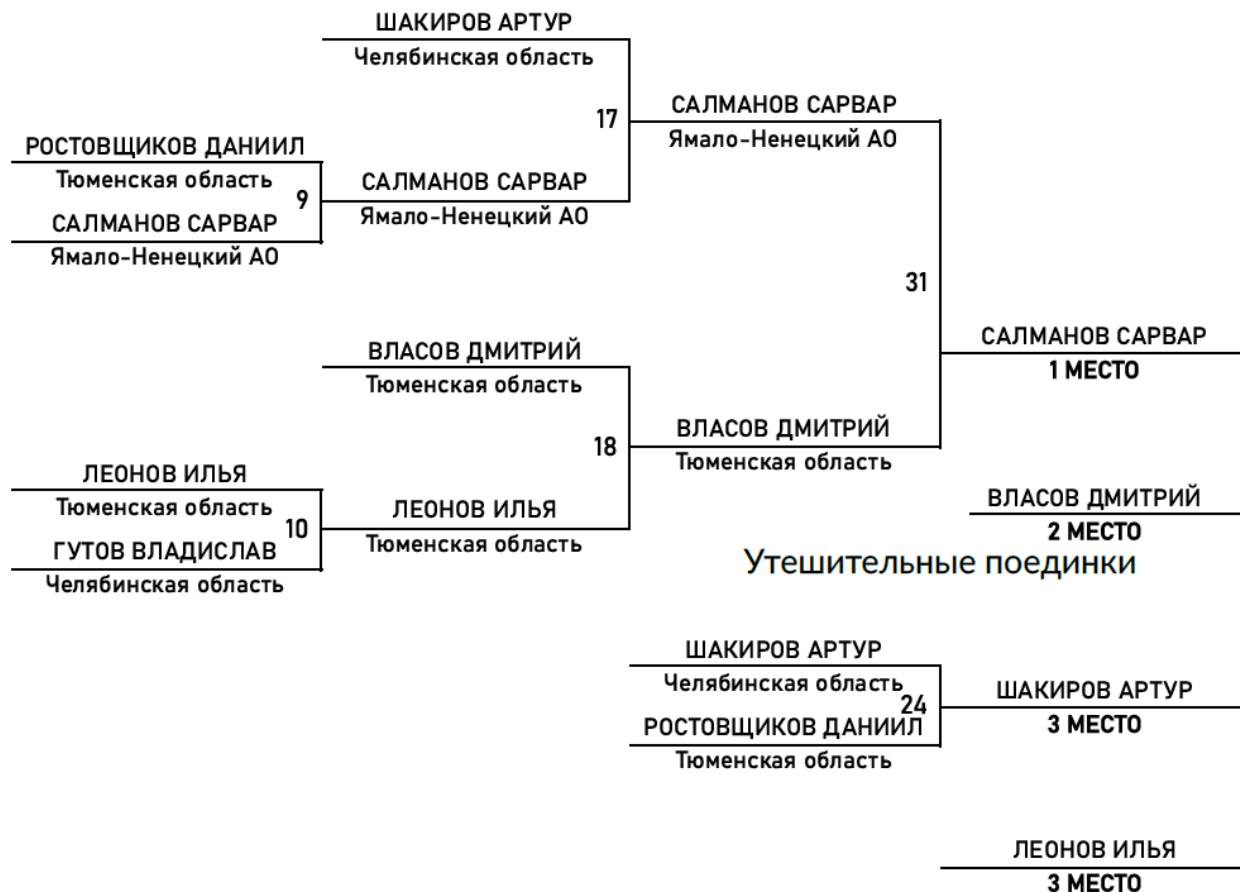 ШАКИРОВ АРТУР
Челябинская область
17
САЛМАНОВ САРВАР
Ямало-Ненецкий АО
РОСТОВЩИКОВ ДАНИИЛ
Тюменская область
9
САЛМАНОВ САРВАР
Ямало-Ненецкий АО
САЛМАНОВ САРВАР
Ямало-Ненецкий АО
31
САЛМАНОВ САРВАР
1 МЕСТО
ВЛАСОВ ДМИТРИЙ
Тюменская область
18
ВЛАСОВ ДМИТРИЙ
Тюменская область
ЛЕОНОВ ИЛЬЯ
Тюменская область
10
ГУТОВ ВЛАДИСЛАВ
Челябинская область
ЛЕОНОВ ИЛЬЯ
Тюменская область
ВЛАСОВ ДМИТРИЙ
2 МЕСТО
Утешительные поединки
ШАКИРОВ АРТУР
Челябинская область
24
РОСТОВЩИКОВ ДАНИИЛ
Тюменская область
ШАКИРОВ АРТУР
3 МЕСТО
ЛЕОНОВ ИЛЬЯ
3 МЕСТО